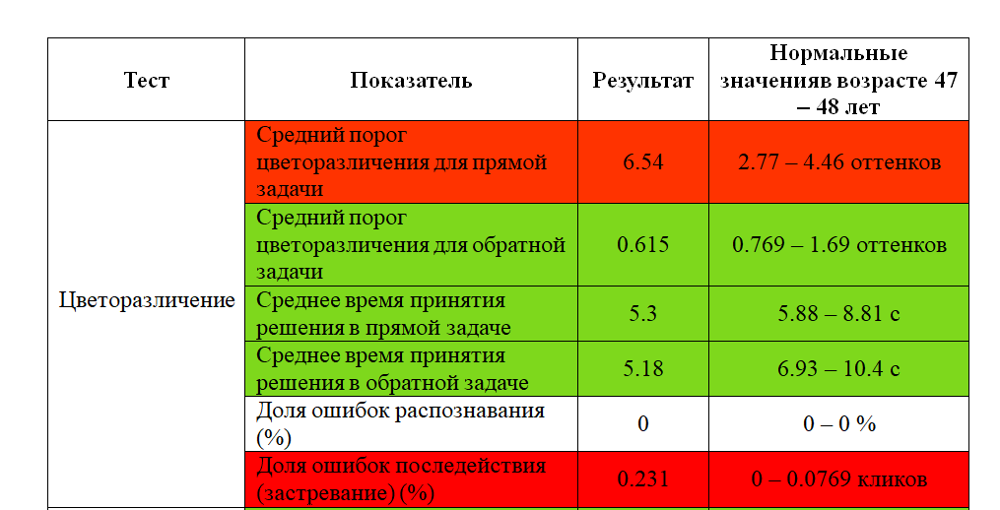 Тест
Показатель
Результат
Нормальные
значенияв возрасте 47
– 48 лет
Цветоразличение
Средний порог
цветоразличения для прямой
задачи
6.54
2.77 – 4.46 оттенков
Средний порог
цветоразличения для обратной
задачи
0.615
0.769 – 1.69 оттенков
Среднее время принятия
решения в прямой задаче
5.3
5.88 – 8.81 с
Среднее время принятия
решения в обратной задаче
5.18
6.93 – 10.4 с
Доля ошибок распознавания
(%)
0
0 – 0 %
Доля ошибок последействия
(застревание) (%)
0.231
0 – 0.0769 кликов